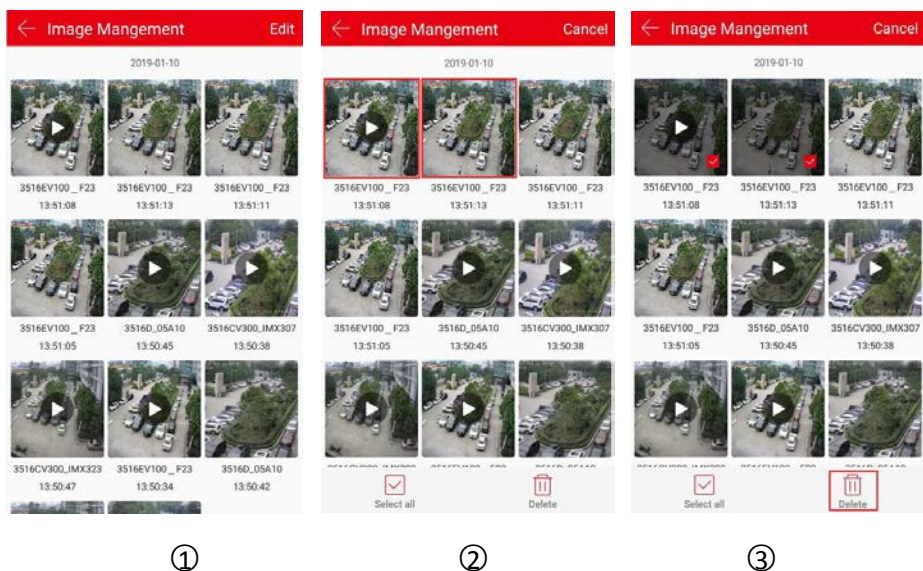 Image Mangement Edit
2019-01-10
3516EV100 _ F23 3516EV100 _ F23 3516EV100 _ F23
13:51:08 13:51:13 13:51:11
3516EV100 _ F23 3516D_05A10 3516CV300_IMX307
13:51:05 13:50:45 13:50:38
3516CV300_IMX323 3516EV100 _ F23 3516D_05A10
13:50:47 13:50:34 13:50:42
①
Image Mangement Cancel
2019-01-10
3516EV100 _ F23 3516EV100 _ F23 3516EV100 _ F23
13:51:08 13:51:13 13:51:11
3516EV100 _ F23 3516D_05A10 3516CV300_IMX307
13:51:05 13:50:45 13:50:38
Select all Delete
②
Image Mangement Cancel
2019-01-10
3516EV100 _ F23 3516EV100 _ F23 3516EV100 _ F23
13:51:08 13:51:13 13:51:11
3516EV100 _ F23 3516D_05A10 3516CV300_IMX307
13:51:05 13:50:45 13:50:38
Select all Delete
③